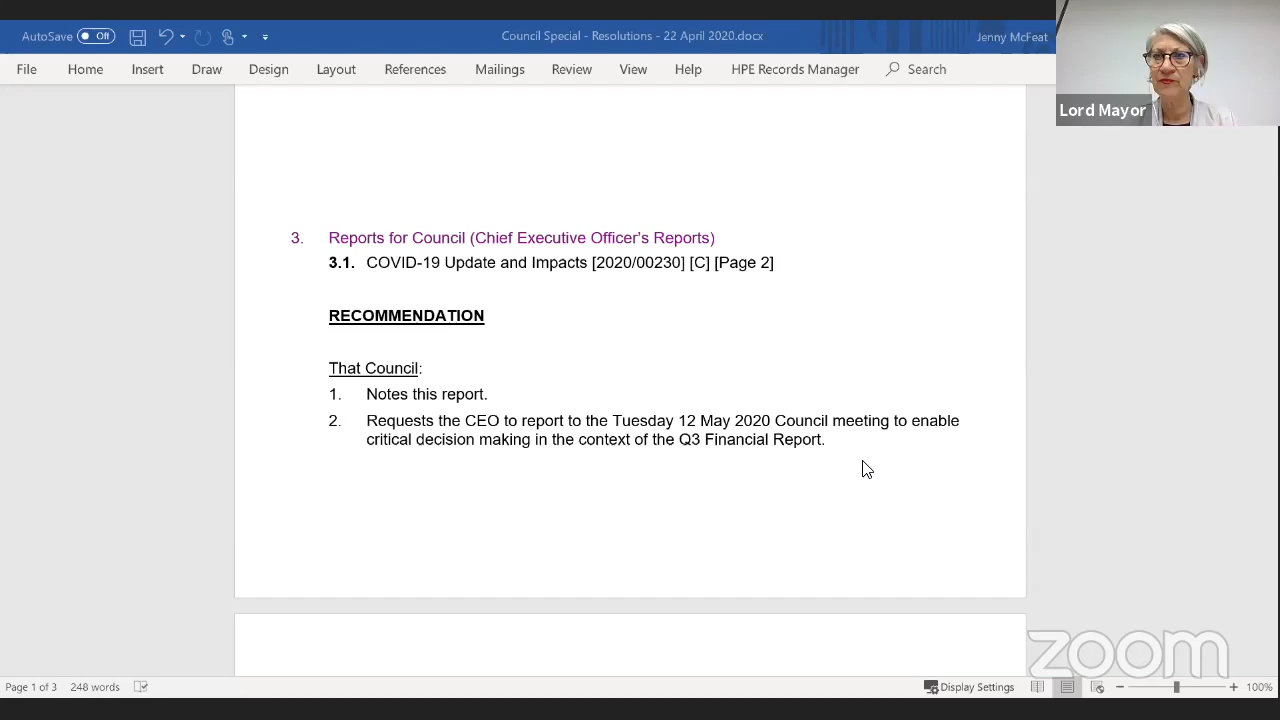 AutoSave Off
Council Special - Resolutions - 22 April 2020.docx
Jenny McFeat
File Home Insert Draw Design Layout References Mailings Review View Help HPE Records Manager Search
Lord Mayor
3. Reports for Council (Chief Executive Officer's Reports)
3.1. COVID-19 Update and Impacts [2020/00230] [C] [Page 2]
RECOMMENDATION
That Council:
1. Notes this report.
2. Requests the CEO to report to the Tuesday 12 May 2020 Council meeting to enable
critical decision making in the context of the Q3 Financial Report.
zoom
Page 1 of 3 248 words Display Settings 100%